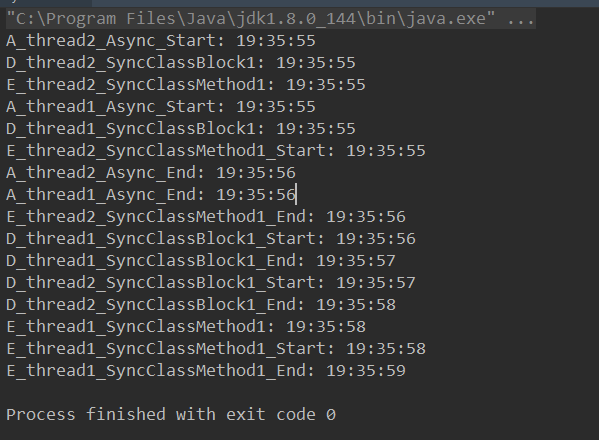 "C:\Program Files\Java\jdk1.8.0_144\bin\java.exe" ...
A_thread2_Async_Start: 19:35:55
D_thread2_SyncClassBlock1: 19:35:55
E_thread2_SyncClassMethod1: 19:35:55
A_thread1_Async_Start: 19:35:55
D_thread1_SyncClassBlock1: 19:35:55
E_thread2_SyncClassMethod1_Start: 19:35:55
A_thread2_Async_End: 19:35:56
A_thread1_Async_End: 19:35:56
E_thread2_SyncClassMethod1_End: 19:35:56
D_thread1_SyncClassBlock1_Start: 19:35:56
D_thread1_SyncClassBlock1_End: 19:35:57
D_thread2_SyncClassBlock1_Start: 19:35:57
D_thread2_SyncClassBlock1_End: 19:35:58
E_thread1_SyncClassMethod1: 19:35:58
E_thread1_SyncClassMethod1_Start: 19:35:58
E_thread1_SyncClassMethod1_End: 19:35:59
Process finished with exit code 0